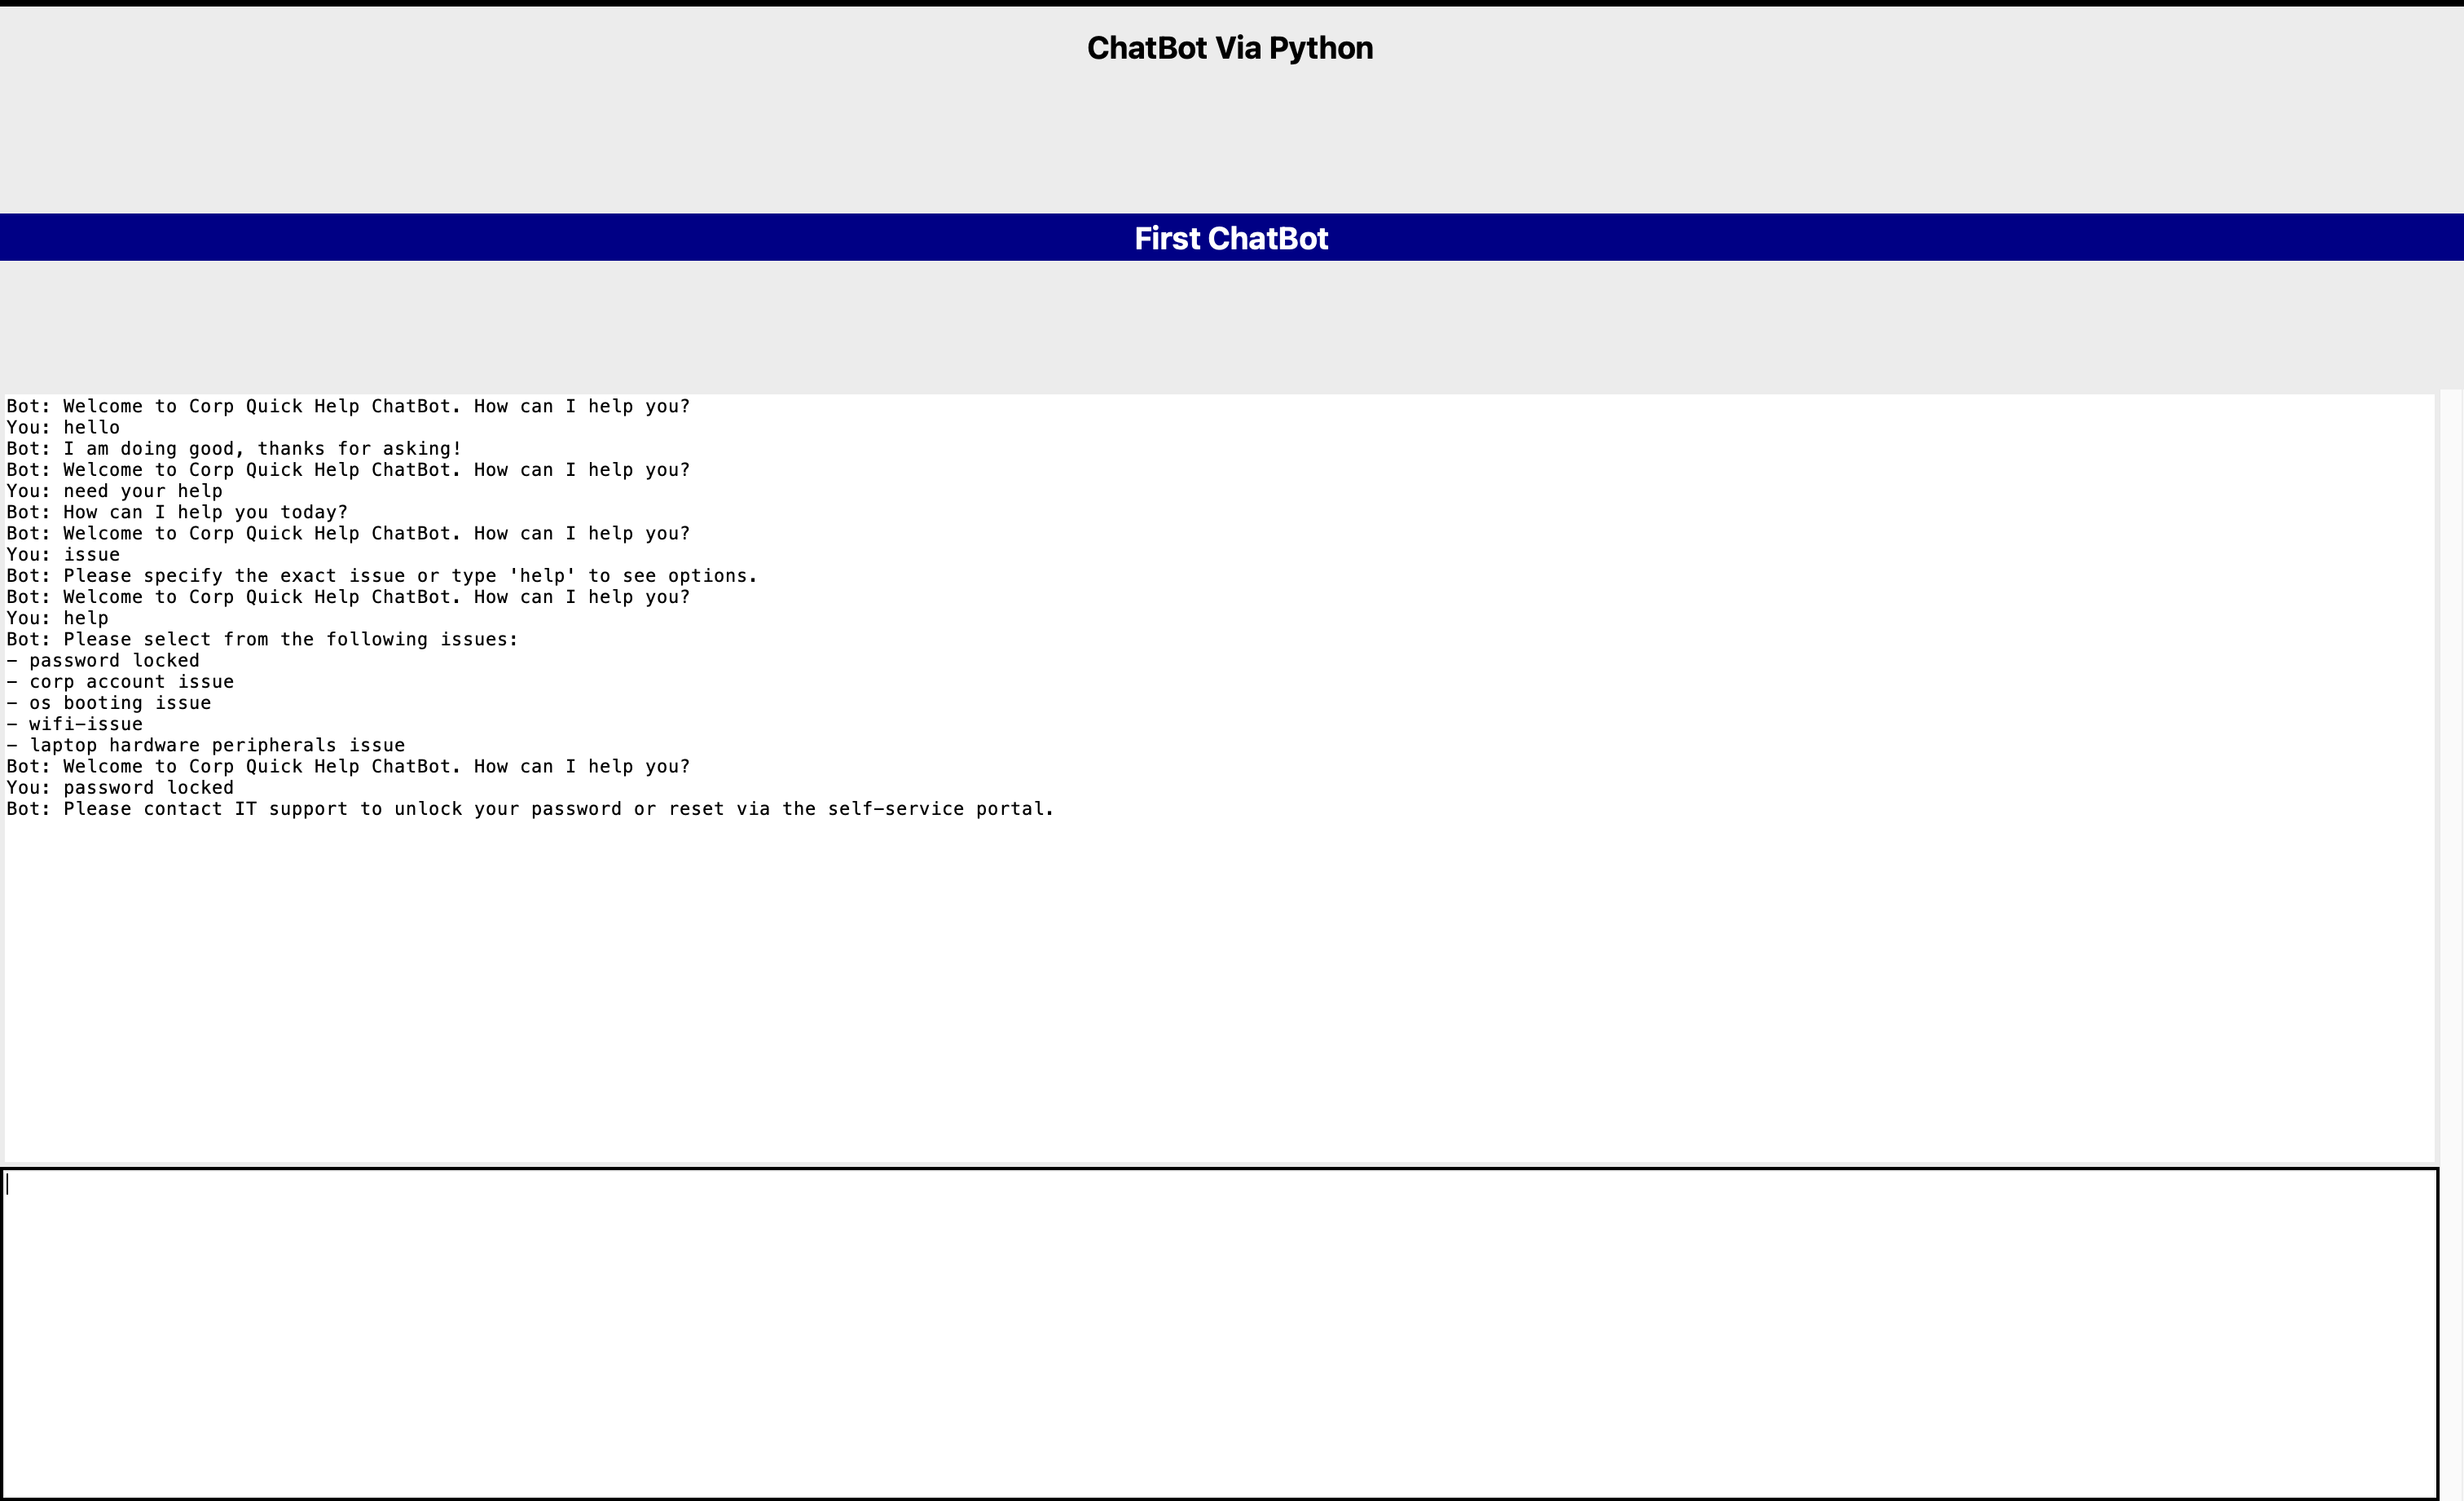 ChatBot Via Python
First ChatBot
Bot: Welcome to Corp Quick Help ChatBot. How can I help you?
You: hello
Bot: I am doing good, thanks for asking!
Bot: Welcome to Corp Quick Help ChatBot. How can I help you?
You: need your help
Bot: How can I help you today?
Bot: Welcome to Corp Quick Help ChatBot. How can I help you?
You: issue
Bot: Please specify the exact issue or type 'help' to see options.
Bot: Welcome to Corp Quick Help ChatBot. How can I help you?
You: help
Bot: Please select from the following issues:
- password locked
- corp account issue
- os booting issue
- wifi-issue
- laptop hardware peripherals issue
Bot: Welcome to Corp Quick Help ChatBot. How can I help you?
You: password locked
Bot: Please contact IT support to unlock your password or reset via the self-service portal.